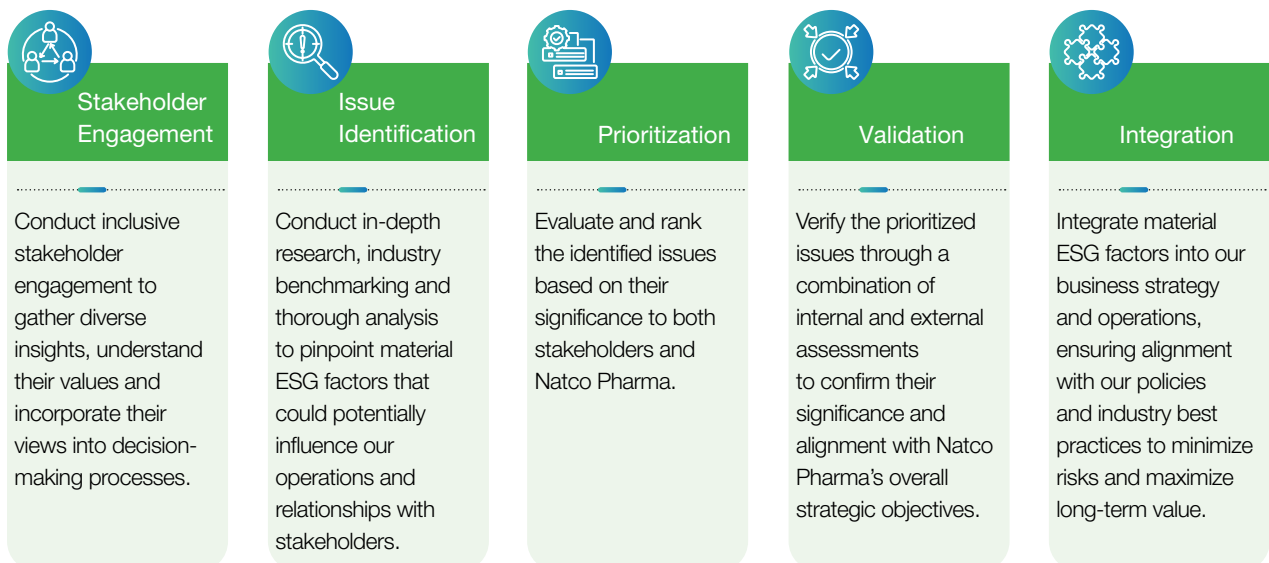 Stakeholder
Engagement
Conduct inclusive
stakeholder
engagement to
gather diverse
insights, understand
their values and
incorporate their
views into decision-
making processes.
Issue
Identification
Conduct in-depth
research, industry
benchmarking and
thorough analysis
to pinpoint material
ESG factors that
could potentially
influence our
operations and
relationships with
stakeholders.
Prioritization
Evaluate and rank
the identified issues
based on their
significance to both
stakeholders and
Natco Pharma.
Validation
Verify the prioritized
issues through a
combination of
internal and external
assessments
to confirm their
significance and
alignment with Natco
Pharma’s overall
strategic objectives.
Integration
Integrate material
ESG factors into our
business strategy
and operations,
ensuring alignment
with our policies
and industry best
practices to minimize
risks and maximize
long-term value.